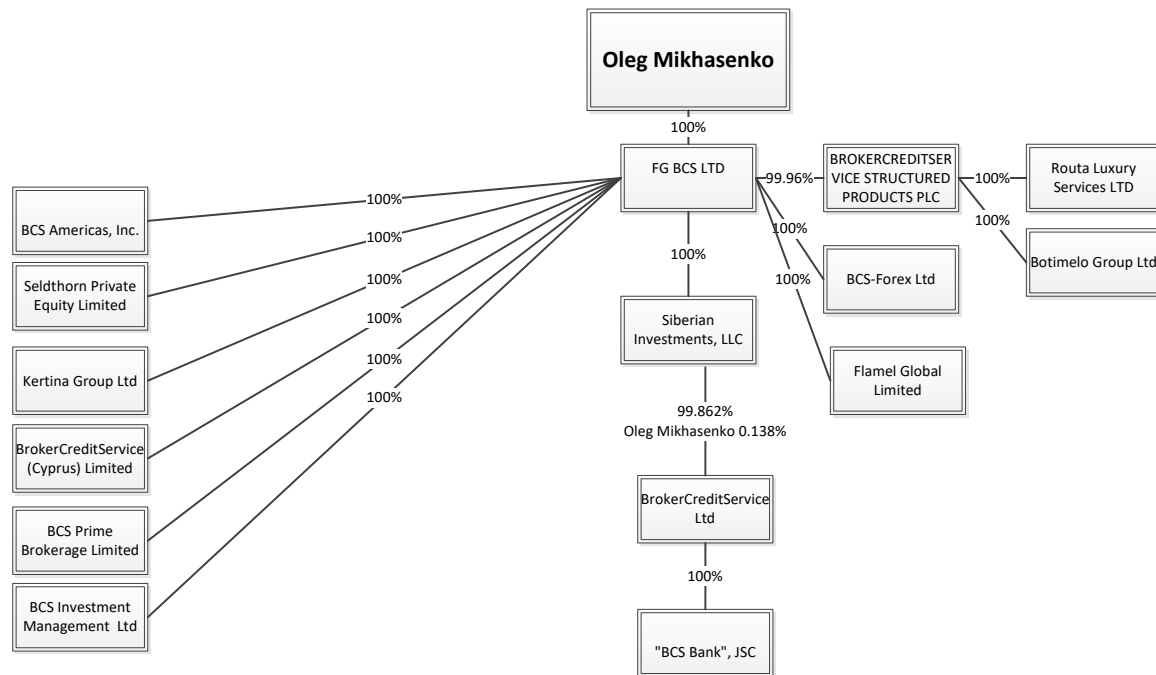 Oleg Mikhasenko
100%
FG BCS LTD
99.96%
BROKERCREDITSER
VICE STRUCTURED
PRODUCTS PLC
100%
Routa Luxury
Services LTD
100%
Botimelo Group Ltd
100%
BCS-Forex Ltd
100%
Flamel Global
Limited
100%
BCS Americas, Inc.
100%
Seldthorn Private
Equity Limited
100%
Kertina Group Ltd
100%
BrokerCreditService
(Cyprus) Limited
100%
BCS Prime
Brokerage Limited
100%
BCS Investment
Management Ltd
100%
Siberian
Investments, LLC
99.862%
Oleg Mikhasenko 0.138%
BrokerCreditService
Ltd
100%
"BCS Bank", JSC